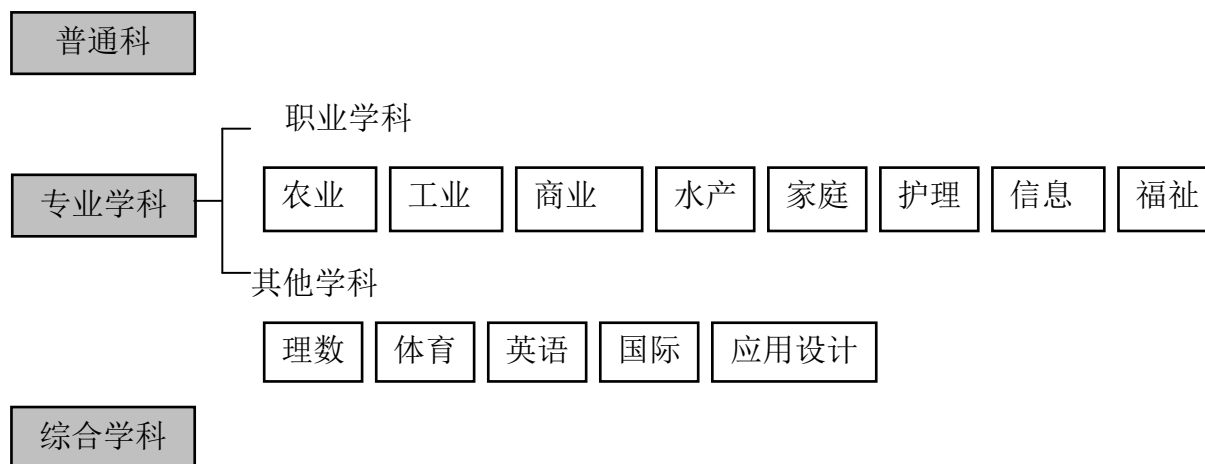 普通科
职业学科
专业学科
农业 工业 商业 水产 家庭 护理 信息 福祉
其他学科
理数 体育 英语 国际 应用设计
综合学科